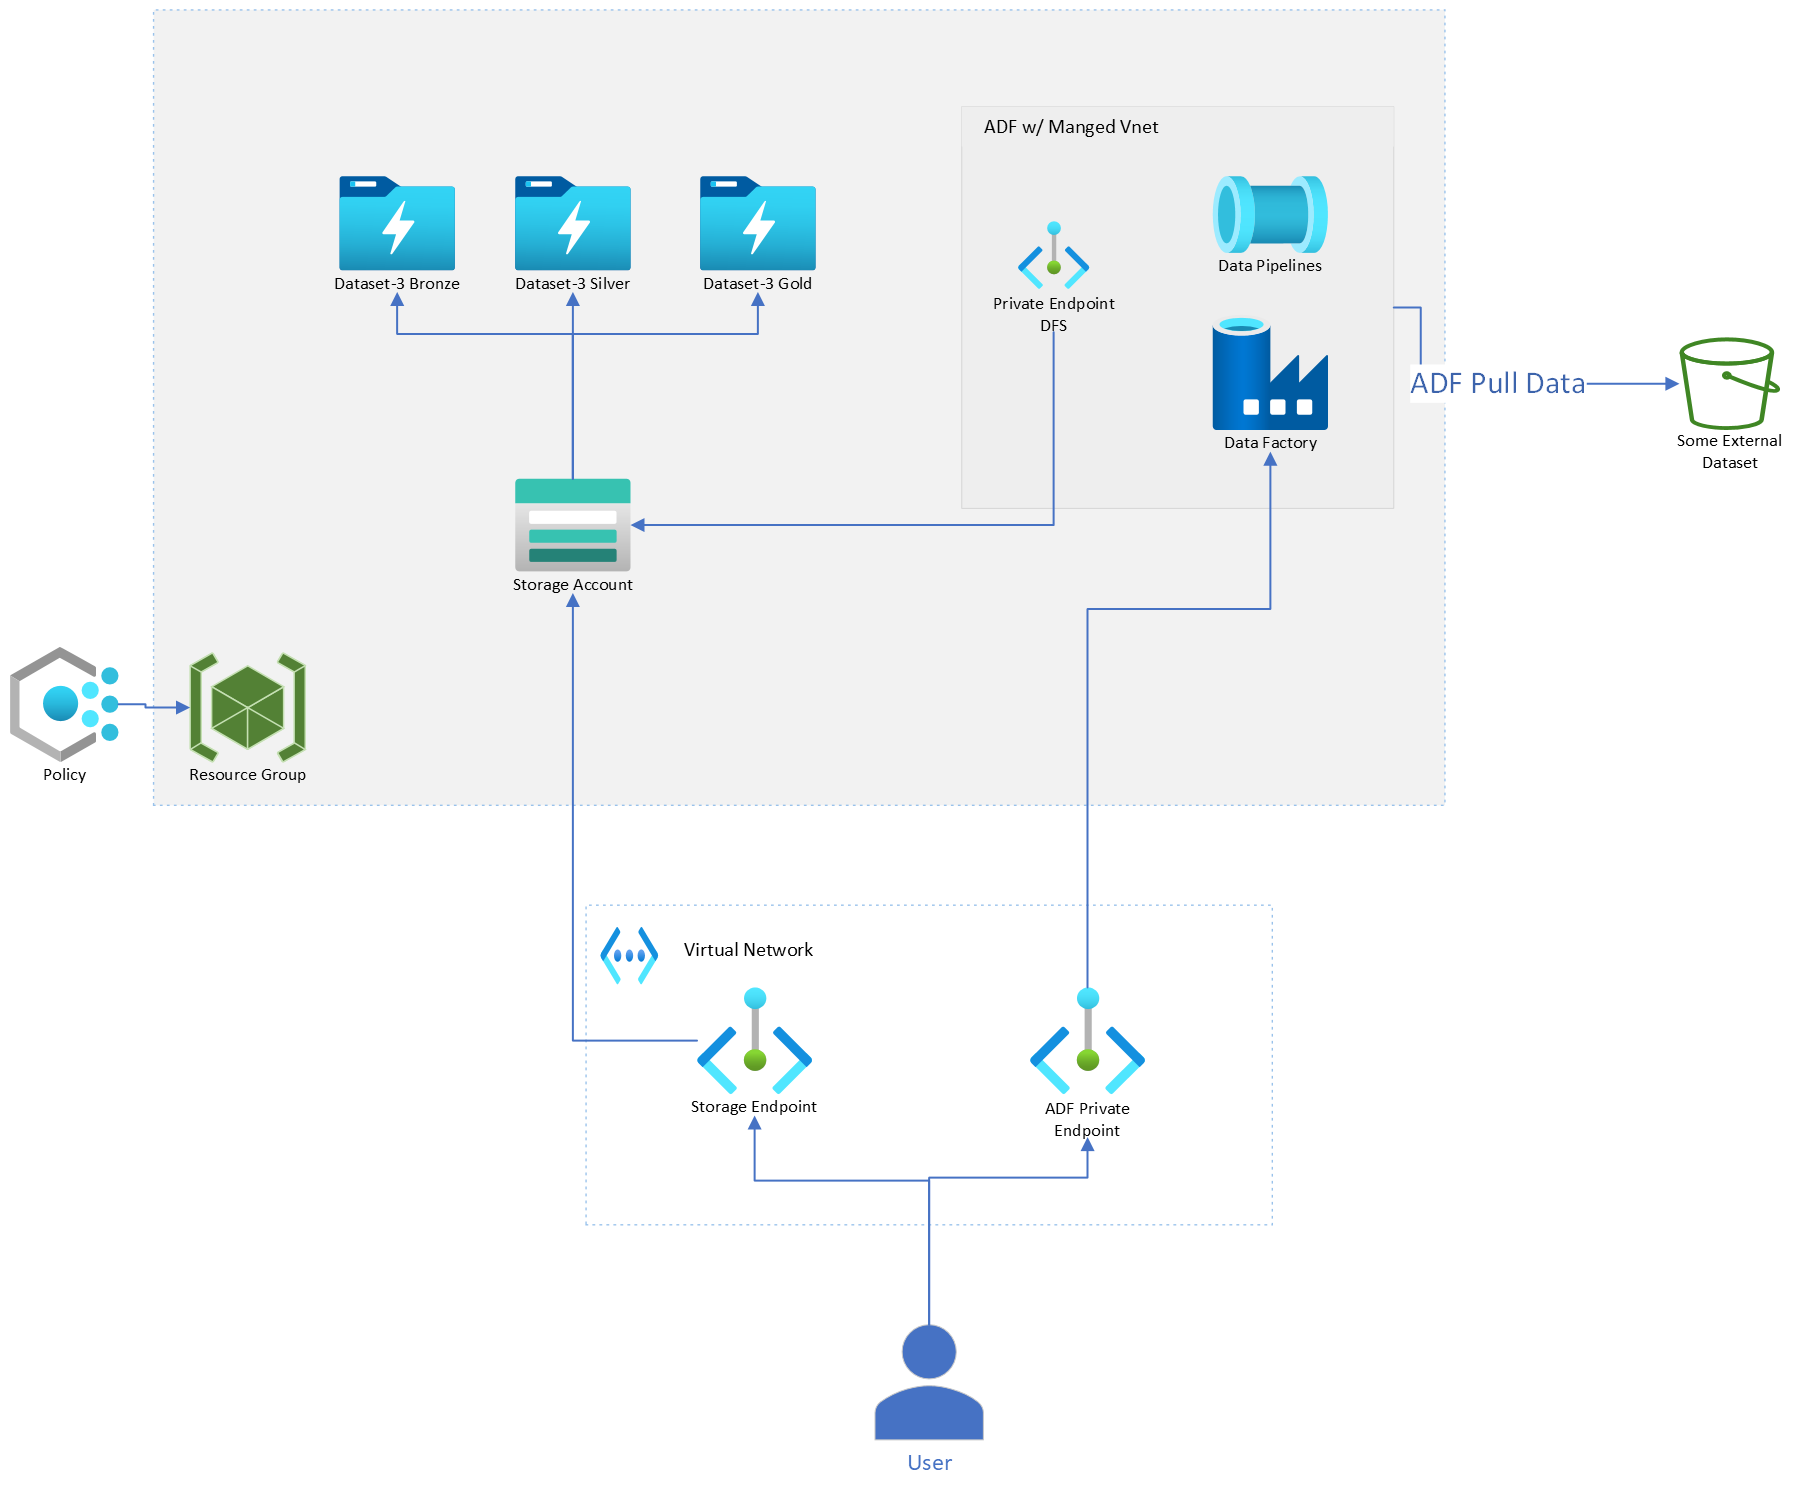 ADF w/ Manged Vnet
Dataset-3 Bronze
Dataset-3 Silver
Dataset-3 Gold
Data Pipelines
Private Endpoint
DFS
ADF Pull Data
Data Factory
Some External
Dataset
Storage Account
Policy
Resource Group
Virtual Network
Storage Endpoint
ADF Private
Endpoint
User